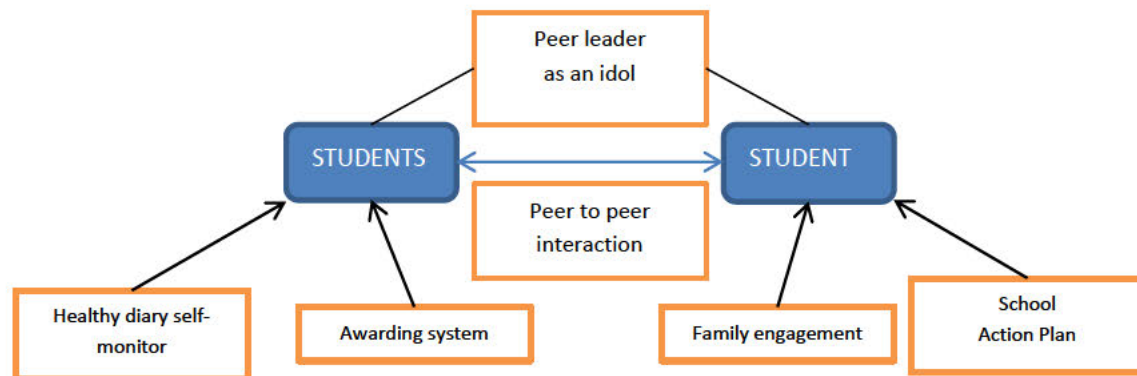 Peer leader
as an idol
STUDENTS
STUDENT
Peer to peer
interaction
Healthy diary self-
monitor
Awarding system
Family engagement
School
Action Plan